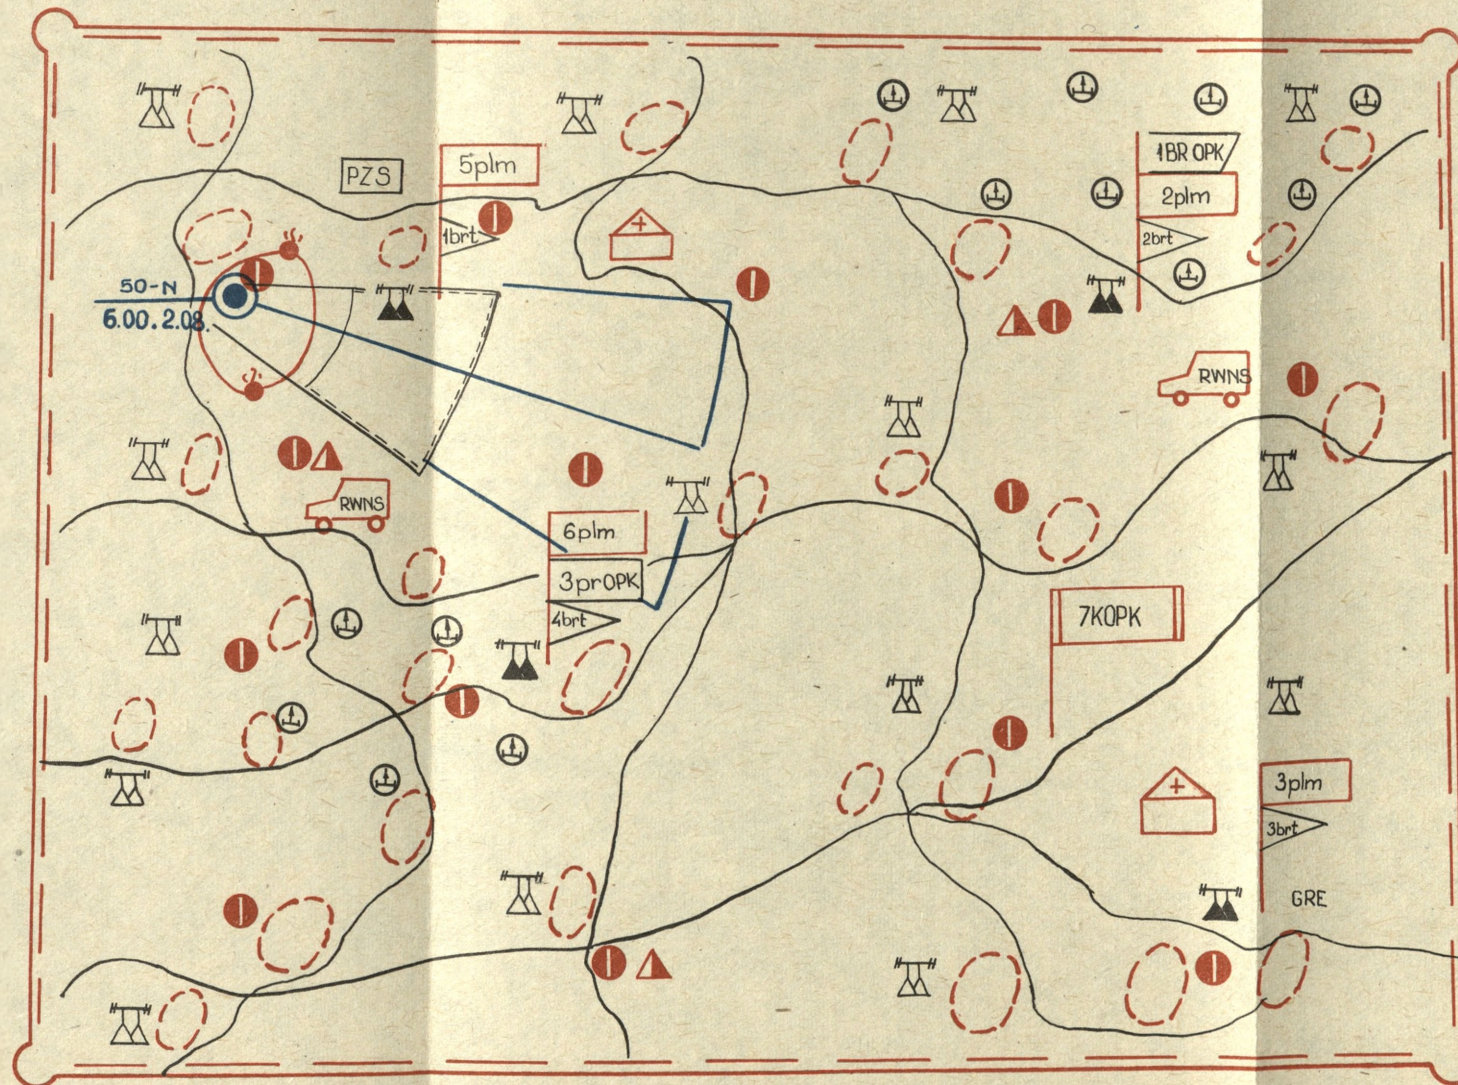 PZS
5plm
1brt
1BR OPK
2plm
2brt
50-N
6.00.2.08.
RWNS
RWNS
6plm
3prOPK
4brt
7KOPK
3plm
3brt
GRE